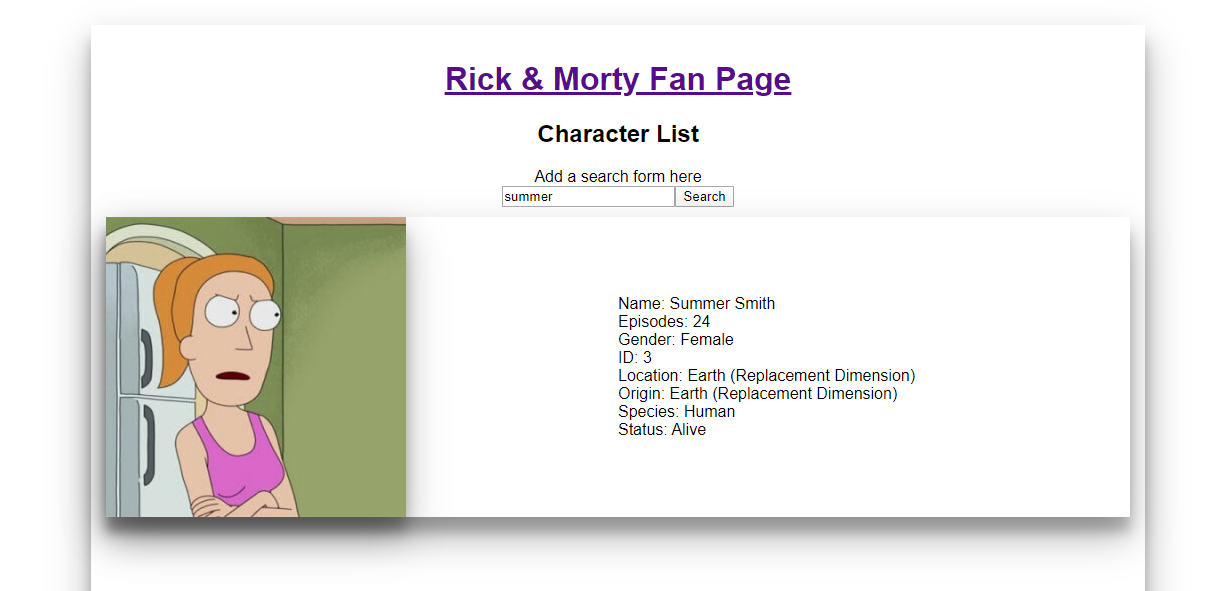 Rick & Morty Fan Page
Character List
Add a search form here
summer
Search
Name: Summer Smith
Episodes: 24
Gender: Female
ID: 3
Location: Earth (Replacement Dimension)
Origin: Earth (Replacement Dimension)
Species: Human
Status: Alive